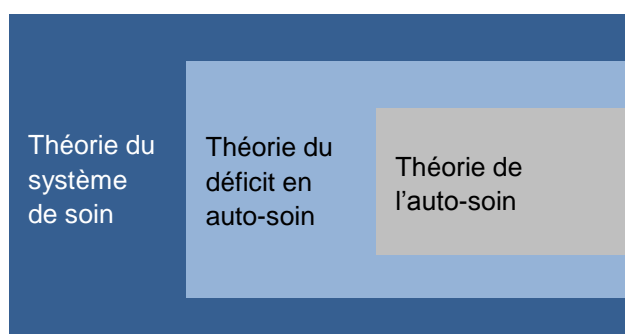 Théorie du
système
de soin
Théorie du
déficit en
auto-soin
Théorie de
l’auto-soin